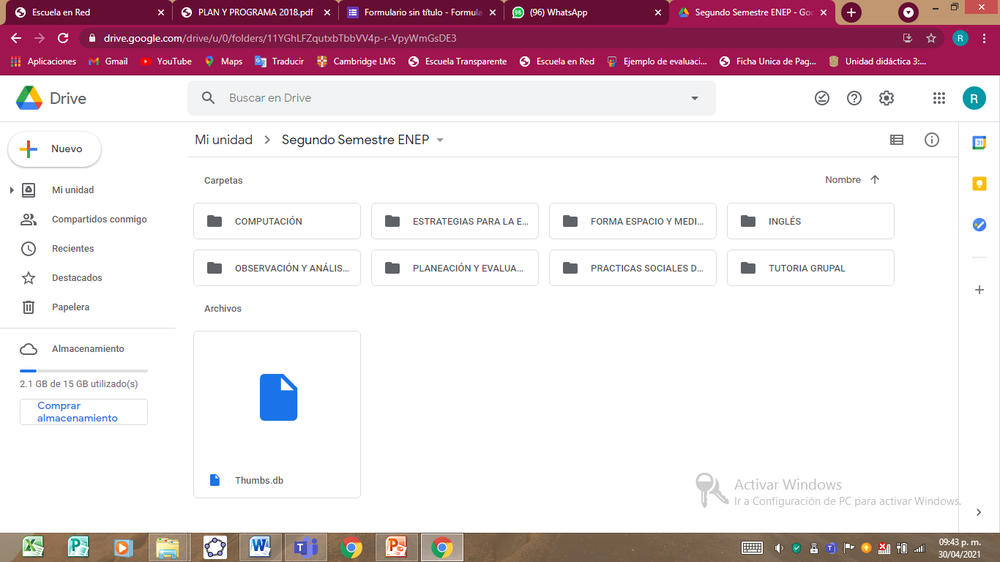 Escuela en Red
PLAN Y PROGRAMA 2018.pdf
Formulario sin título - Formula
96 (96) WhatsApp
Segundo Semestre ENEP - Goo
drive.google.com/drive/u/0/folders/11YGhLFZqutxbTbbVV4p-r-VpyWmGsDE3
R
Aplicaciones
Gmail
YouTube
Maps
Traducir
Cambridge LMS
Escuela Transparente
Escuela en Red
Ejemplo de evaluaci...
Ficha Unica de Pag...
Unidad didáctica 3:...
Drive
Buscar en Drive
R
Nuevo
Mi unidad
Compartidos conmigo
Recientes
Destacados
Papelera
Almacenamiento
2.1 GB de 15 GB utilizado(s)
Comprar
almacenamiento
Mi unidad > Segundo Semestre ENEP
Carpetas
Nombre
COMPUTACIÓN
ESTRATEGIAS PARA LA E...
FORMA ESPACIO Y MEDI...
INGLÉS
OBSERVACIÓN Y ANÁLIS...
PLANEACIÓN Y EVALUA...
PRACTICAS SOCIALES D...
TUTORIA GRUPAL
Archivos
Thumbs.db
31
Activar Windows
Ir a Configuración de PC para activar Windows.
09:43 p. m.
30/04/2021